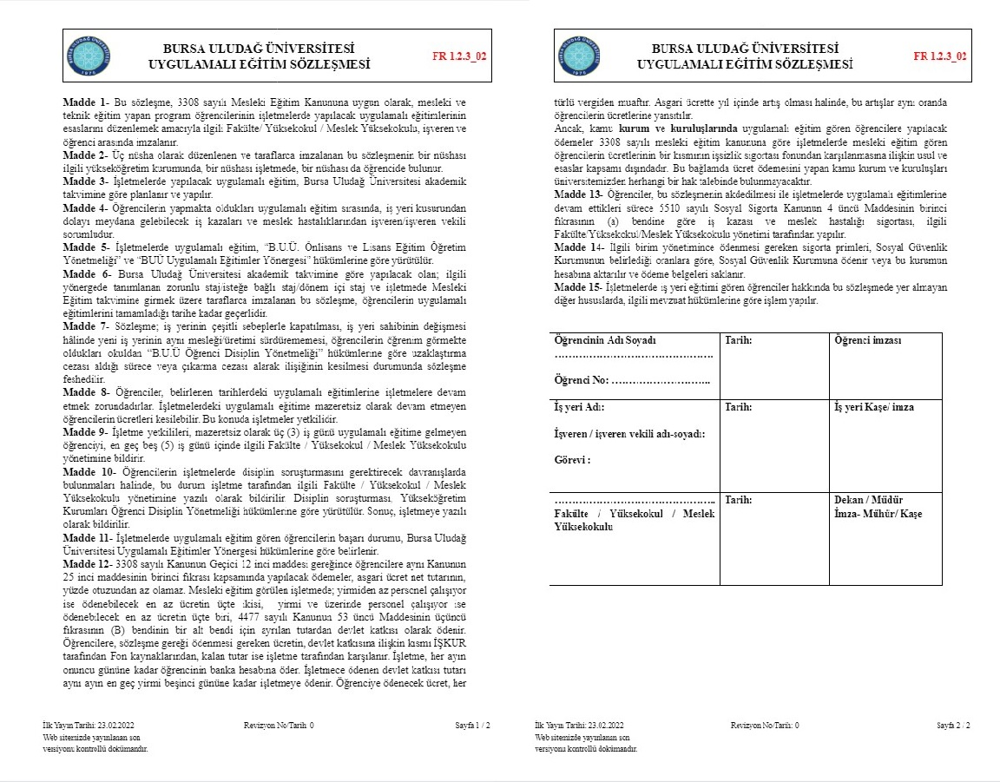 BURSA ULUDAĞ ÜNİVERSİTESİ
UYGULAMALI EĞİTİM SÖZLEŞMESİ
FR 1.2.3_02
Madde 1- Bu sözleşme, 3308 sayılı Mesleki Eğitim Kanununa uygun olarak, mesleki ve
teknik eğitim yapan program öğrencilerinin işletmelerde yapılacak uygulamalı eğitimlerinin
esaslarını düzenlemek amacıyla ilgili Fakülte/ Yüksekokul / Meslek Yüksekokulu, işveren ve
öğrenci arasında imzalanır.
Madde 2- Üç nüsha olarak düzenlenen ve taraflarca imzalanan bu sözleşmenin bir nüshası
ilgili yükseköğretim kurumunda, bir nüshası işletmede, bir nüshası da öğrencide bulunur.
Madde 3- İşletmelerde yapılacak uygulamalı eğitim, Bursa Uludağ Üniversitesi akademik
takvimine göre planlanır ve yapılır.
Madde 4- Öğrencilerin yapmakta oldukları uygulamalı eğitim sırasında, iş yeri kusurundan
dolayı meydana gelebilecek iş kazaları ve meslek hastalıklarından işveren/işveren vekili
sorumludur.
Madde 5- İşletmelerde uygulamalı eğitim, “B.U.Ü. Önlisans ve Lisans Eğitim Öğretim
Yönetmeliği” ve “BUÜ Uygulamalı Eğitimler Yönergesi” hükümlerine göre yürütülür.
Madde 6- Bursa Uludağ Üniversitesi akademik takvimine göre yapılacak olan; ilgili
yönergede tanımlanan zorunlu staj/isteğe bağlı staj/dönem içi staj ve işletmede Mesleki
Eğitim takvimine girmek üzere taraflarca imzalanan bu sözleşme, öğrencilerin uygulamalı
eğitimlerini tamamladığı tarihe kadar geçerlidir.
Madde 7- Sözleşme; iş yerinin çeşitli sebeplerle kapatılması, iş yeri sahibinin değişmesi
hâlinde yeni iş yerinin aynı mesleği/üretimi sürdürememesi, öğrencilerin öğrenim görmekte
oldukları okuldan “B.U.Ü Öğrenci Disiplin Yönetmeliği” hükümlerine göre uzaklaştırma
cezası aldığı sürece veya çıkarma cezası alarak ilişiğinin kesilmesi durumunda sözleşme
feshedilir.
Madde 8- Öğrenciler, belirlenen tarihlerdeki uygulamalı eğitimlerine işletmelere devam
etmek zorundadırlar. İşletmelerdeki uygulamalı eğitime mazeretsiz olarak devam etmeyen
öğrencilerin ücretleri kesilebilir. Bu konuda işletmeler yetkilidir.
Madde 9- İşletme yetkilileri, mazeretsiz olarak üç (3) iş günü uygulamalı eğitime gelmeyen
öğrenciyi, en geç beş (5) iş günü içinde ilgili Fakülte / Yüksekokul / Meslek Yüksekokulu
yönetimine bildirir.
Madde 10- Öğrencilerin işletmelerde disiplin soruşturmasını gerektirecek davranışlarda
bulunmaları halinde, bu durum işletme tarafından ilgili Fakülte / Yüksekokul / Meslek
Yüksekokulu yönetimine yazılı olarak bildirilir. Disiplin soruşturması, Yükseköğretim
Kurumları Öğrenci Disiplin Yönetmeliği hükümlerine göre yürütülür. Sonuç, işletmeye yazılı
olarak bildirilir.
Madde 11- İşletmelerde uygulamalı eğitim gören öğrencilerin başarı durumu, Bursa Uludağ
Üniversitesi Uygulamalı Eğitimler Yönergesi hükümlerine göre belirlenir.
Madde 12- 3308 sayılı Kanunun Geçici 12 inci maddesi gereğince öğrencilere aynı Kanunun
25 inci maddesinin birinci fıkrası kapsamında yapılacak ödemeler, asgari ücret net tutarının,
yüzde otuzundan az olamaz. Mesleki eğitim görülen işletmede; yirmiden az personel çalışıyor
ise ödenebilecek en az ücretin üçte ikisi, yirmi ve üzerinde personel çalışıyor ise
ödenebilecek en az ücretin üçte biri, 4477 sayılı Kanunun 53 üncü Maddesinin üçüncü
fıkrasının (B) bendinin bir alt bendi için ayrılan tutardan devlet katkısı olarak ödenir.
Öğrencilere, sözleşme gereği ödenmesi gereken ücretin, devlet katkısına ilişkin kısmı İŞKUR
tarafından Fon kaynaklarından, kalan tutar ise işletme tarafından karşılanır. İşletme, her ayın
onuncu gününe kadar öğrencinin banka hesabına öder. İşletmece ödenen devlet katkısı tutarı
aynı ayın en geç yirmi beşinci gününe kadar işletmeye ödenir. Öğrenciye ödenecek ücret, her
İlk Yayın Tarihi: 23.02.2022
Revizyon No/Tarih: 0
Sayfa 1 / 2
Web sitemizde yayınlanan son
versiyonu kontrollü dokümandır.
BURSA ULUDAĞ ÜNİVERSİTESİ
UYGULAMALI EĞİTİM SÖZLEŞMESİ
FR 1.2.3_02
türlü vergiden muaftır. Asgari ücrette yıl içinde artış olması halinde, bu artışlar aynı oranda
öğrencilerin ücretlerine yansıtılır.
Ancak, kamu kurum ve kuruluşlarında uygulamalı eğitim gören öğrencilere yapılacak
ödemeler 3308 sayılı mesleki eğitim kanununa göre işletmelerde mesleki eğitim gören
öğrencilerin ücretlerinin bir kısmının işsizlik sigortası fonundan karşılanmasına ilişkin usul ve
esaslar kapsamı dışındadır. Bu bağlamda ücret ödemesini yapan kamu kurum ve kuruluşları
üniversitemizden herhangi bir hak talebinde bulunmayacaktır.
Madde 13- Öğrenciler, bu sözleşmenin akdedilmesi ile işletmelerde uygulamalı eğitimlerine
devam ettikleri sürece 5510 sayılı Sosyal Sigorta Kanunun 4 üncü Maddesinin birinci
fıkrasının (a) bendine göre iş kazası ve meslek hastalığı sigortası, ilgili
Fakülte/Yüksekokul/Meslek Yüksekokulu yönetimi tarafından yapılır.
Madde 14- İlgili birim yönetimince ödenmesi gereken sigorta primleri, Sosyal Güvenlik
Kurumunun belirlediği oranlara göre, Sosyal Güvenlik Kurumuna ödenir veya bu kurumun
hesabına aktarılır ve ödeme belgeleri saklanır.
Madde 15- İşletmelerde iş yeri eğitimi gören öğrenciler hakkında bu sözleşmede yer almayan
diğer hususlarda, ilgili mevzuat hükümlerine göre işlem yapılır.
Öğrencinin Adı Soyadı
Tarih:
Öğrenci imzası
……………………………………….
Öğrenci No: ………………………..
İş yeri Adı:
Tarih:
İş yeri Kaşe/ imza
İşveren / işveren vekili adı-soyadı:
Görevi :
………………………………………..
Tarih:
Dekan / Müdür
Fakülte / Yüksekokul / Meslek
İmza- Mühür/ Kaşe
Yüksekokulu
İlk Yayın Tarihi: 23.02.2022
Revizyon No/Tarih: 0
Sayfa 2 / 2
Web sitemizde yayınlanan son
versiyonu kontrollü dokümandır.